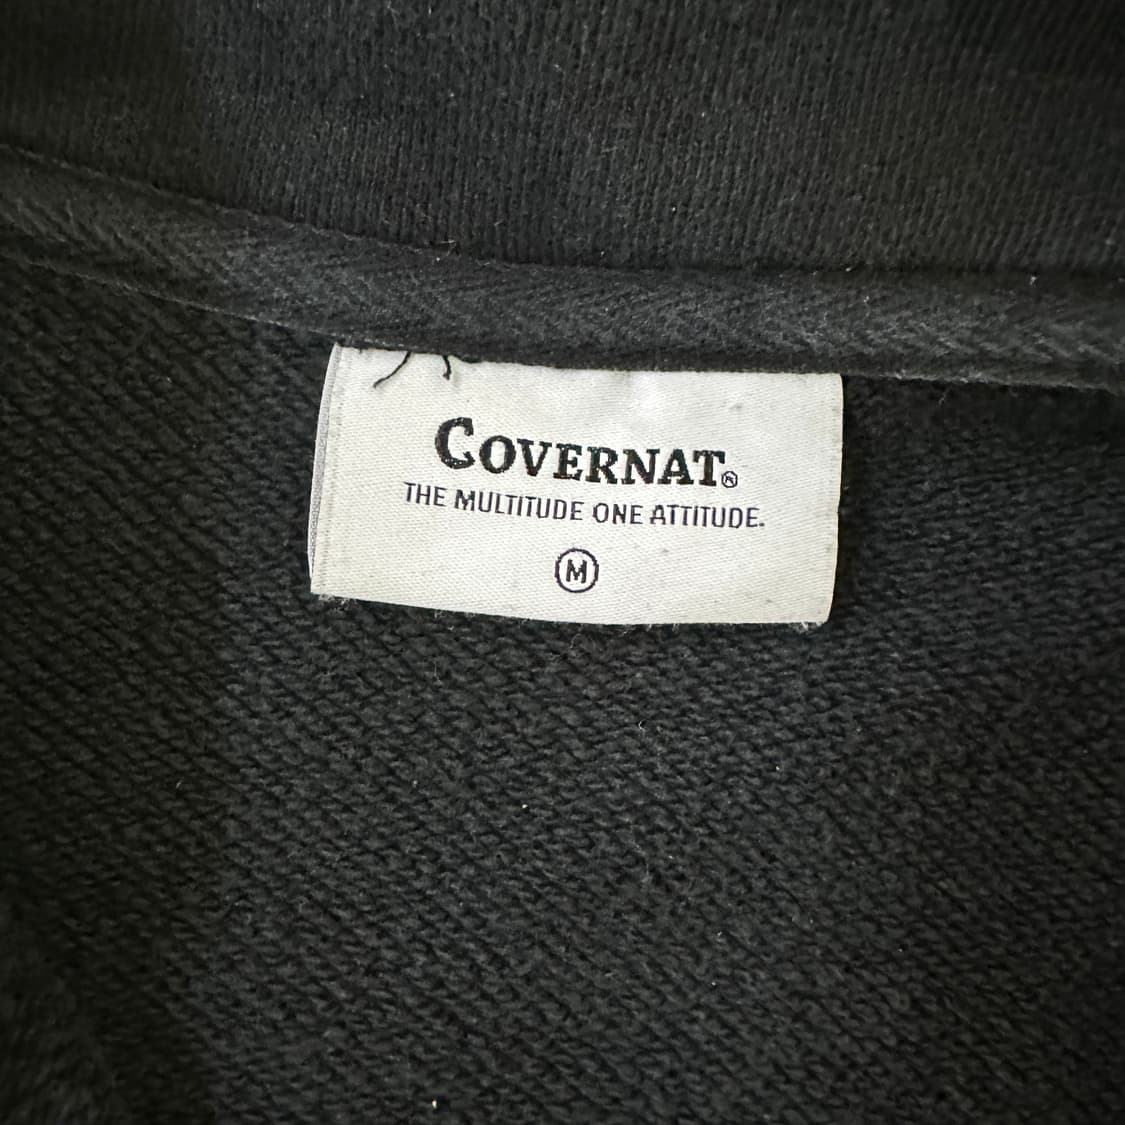 COVERNAT®
THE MULTITUDE ONE ATTITUDE.
M